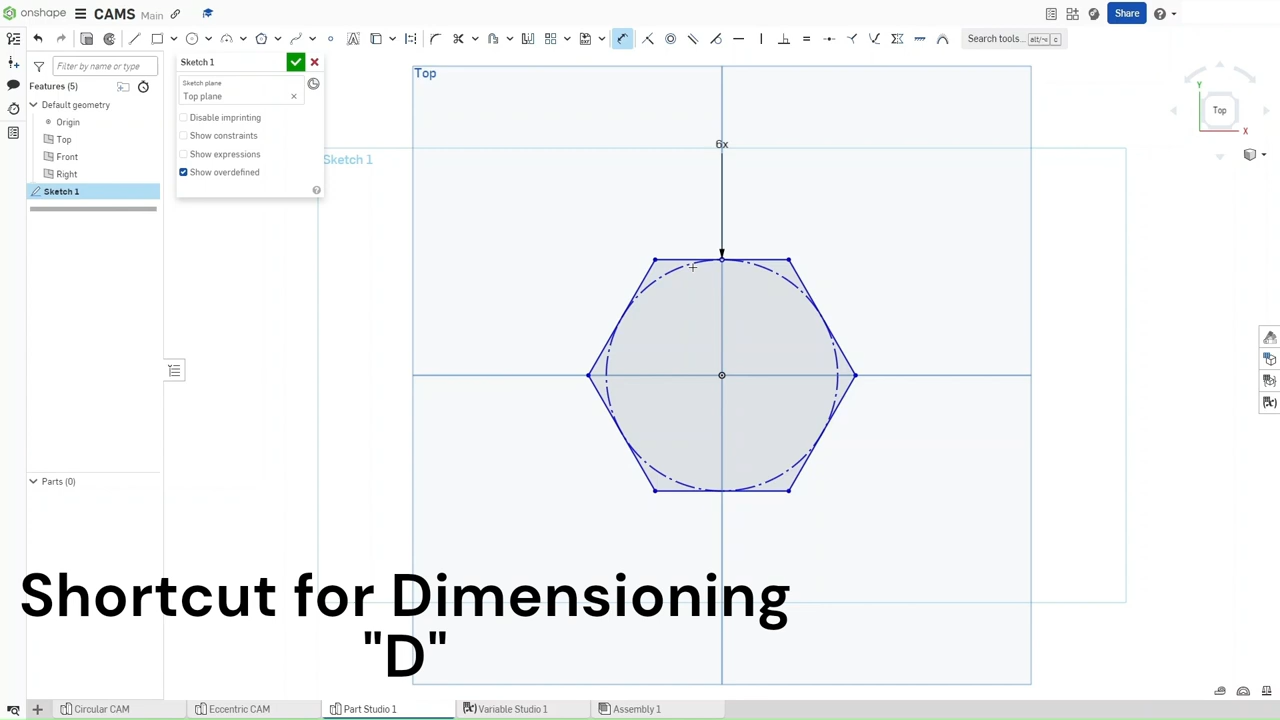 onshape
CAMS Main
Share
Search tools... alt/⌥ c
Sketch 1
Filter by name or type
Sketch plane
Top plane
Features (5)
Default geometry
Origin
Top
Front
Right
Sketch 1
Disable imprinting
Show constraints
Show expressions
Show overdefined
Top
Sketch 1
6x
Y
Top
X
Parts (0)
Shortcut for Dimensioning
"D"
Circular CAM
Eccentric CAM
Part Studio 1
Variable Studio 1
Assembly 1